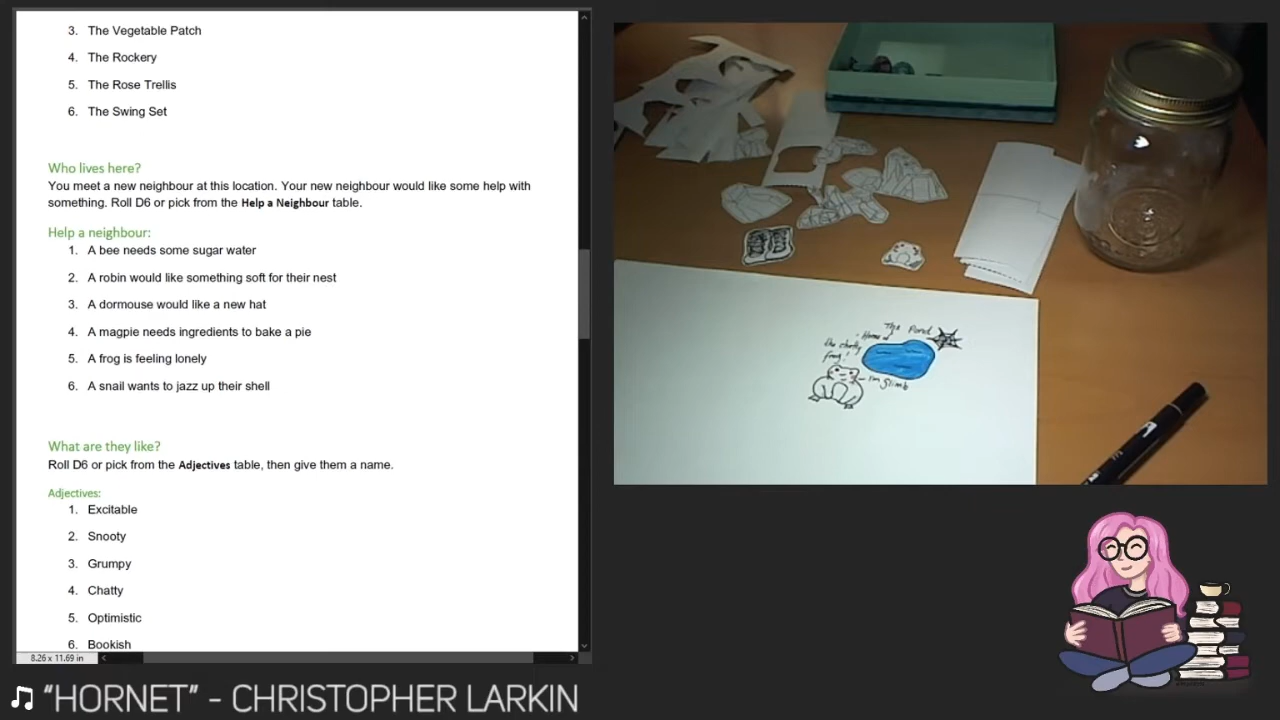 3. The Vegetable Patch
4. The Rockery
5. The Rose Trellis
6. The Swing Set
Who lives here?
You meet a new neighbour at this location. Your new neighbour would like some help with
something. Roll D6 or pick from the Help a Neighbour table.
Help a neighbour:
1. A bee needs some sugar water
2. A robin would like something soft for their nest
3. A dormouse would like a new hat
4. A magpie needs ingredients to bake a pie
5. A frog is feeling lonely
6. A snail wants to jazz up their shell
What are they like?
Roll D6 or pick from the Adjectives table, then give them a name.
Adjectives:
1. Excitable
2. Snooty
3. Grumpy
4. Chatty
5. Optimistic
6. Bookish
8.26 x 11.69 in
The Pond
Home of
the chatty
frog!
I'm Slimb
"HORNET" - CHRISTOPHER LARKIN